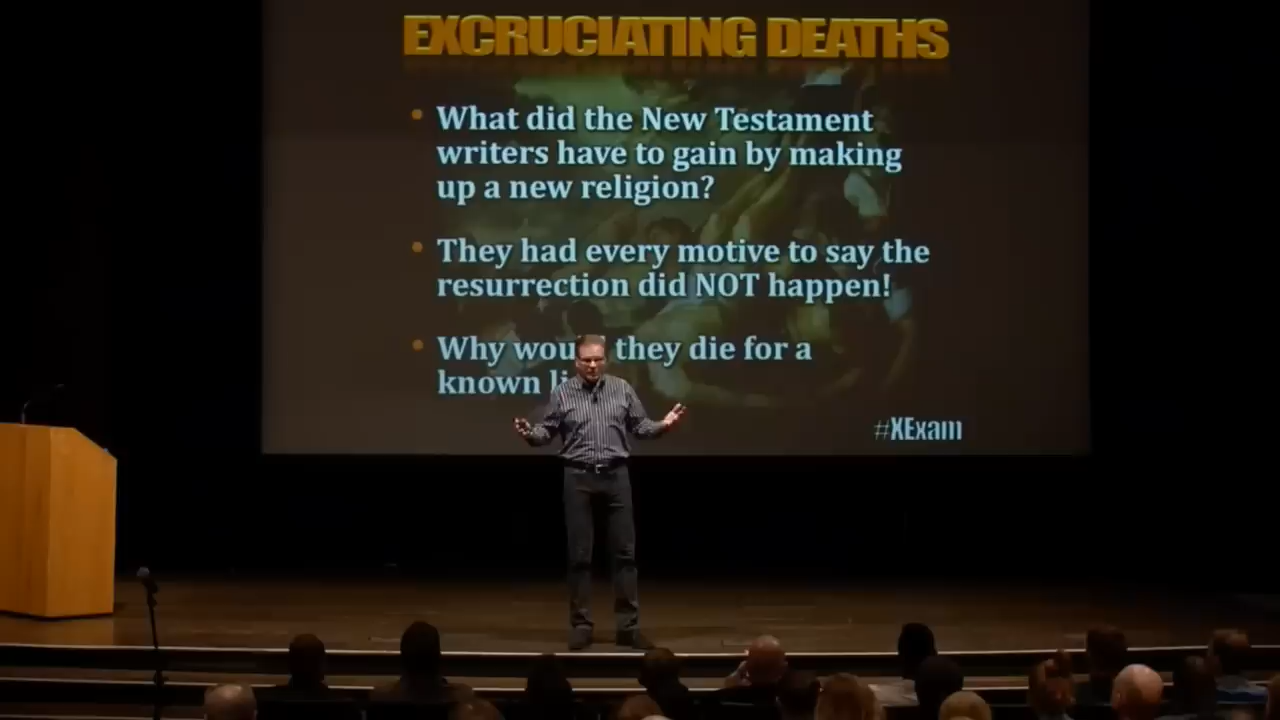 EXCRUCIATING DEATHS
• What did the New Testament
writers have to gain by making
up a new religion?
• They had every motive to say the
resurrection did NOT happen!
• Why they die for a
known
#XExam